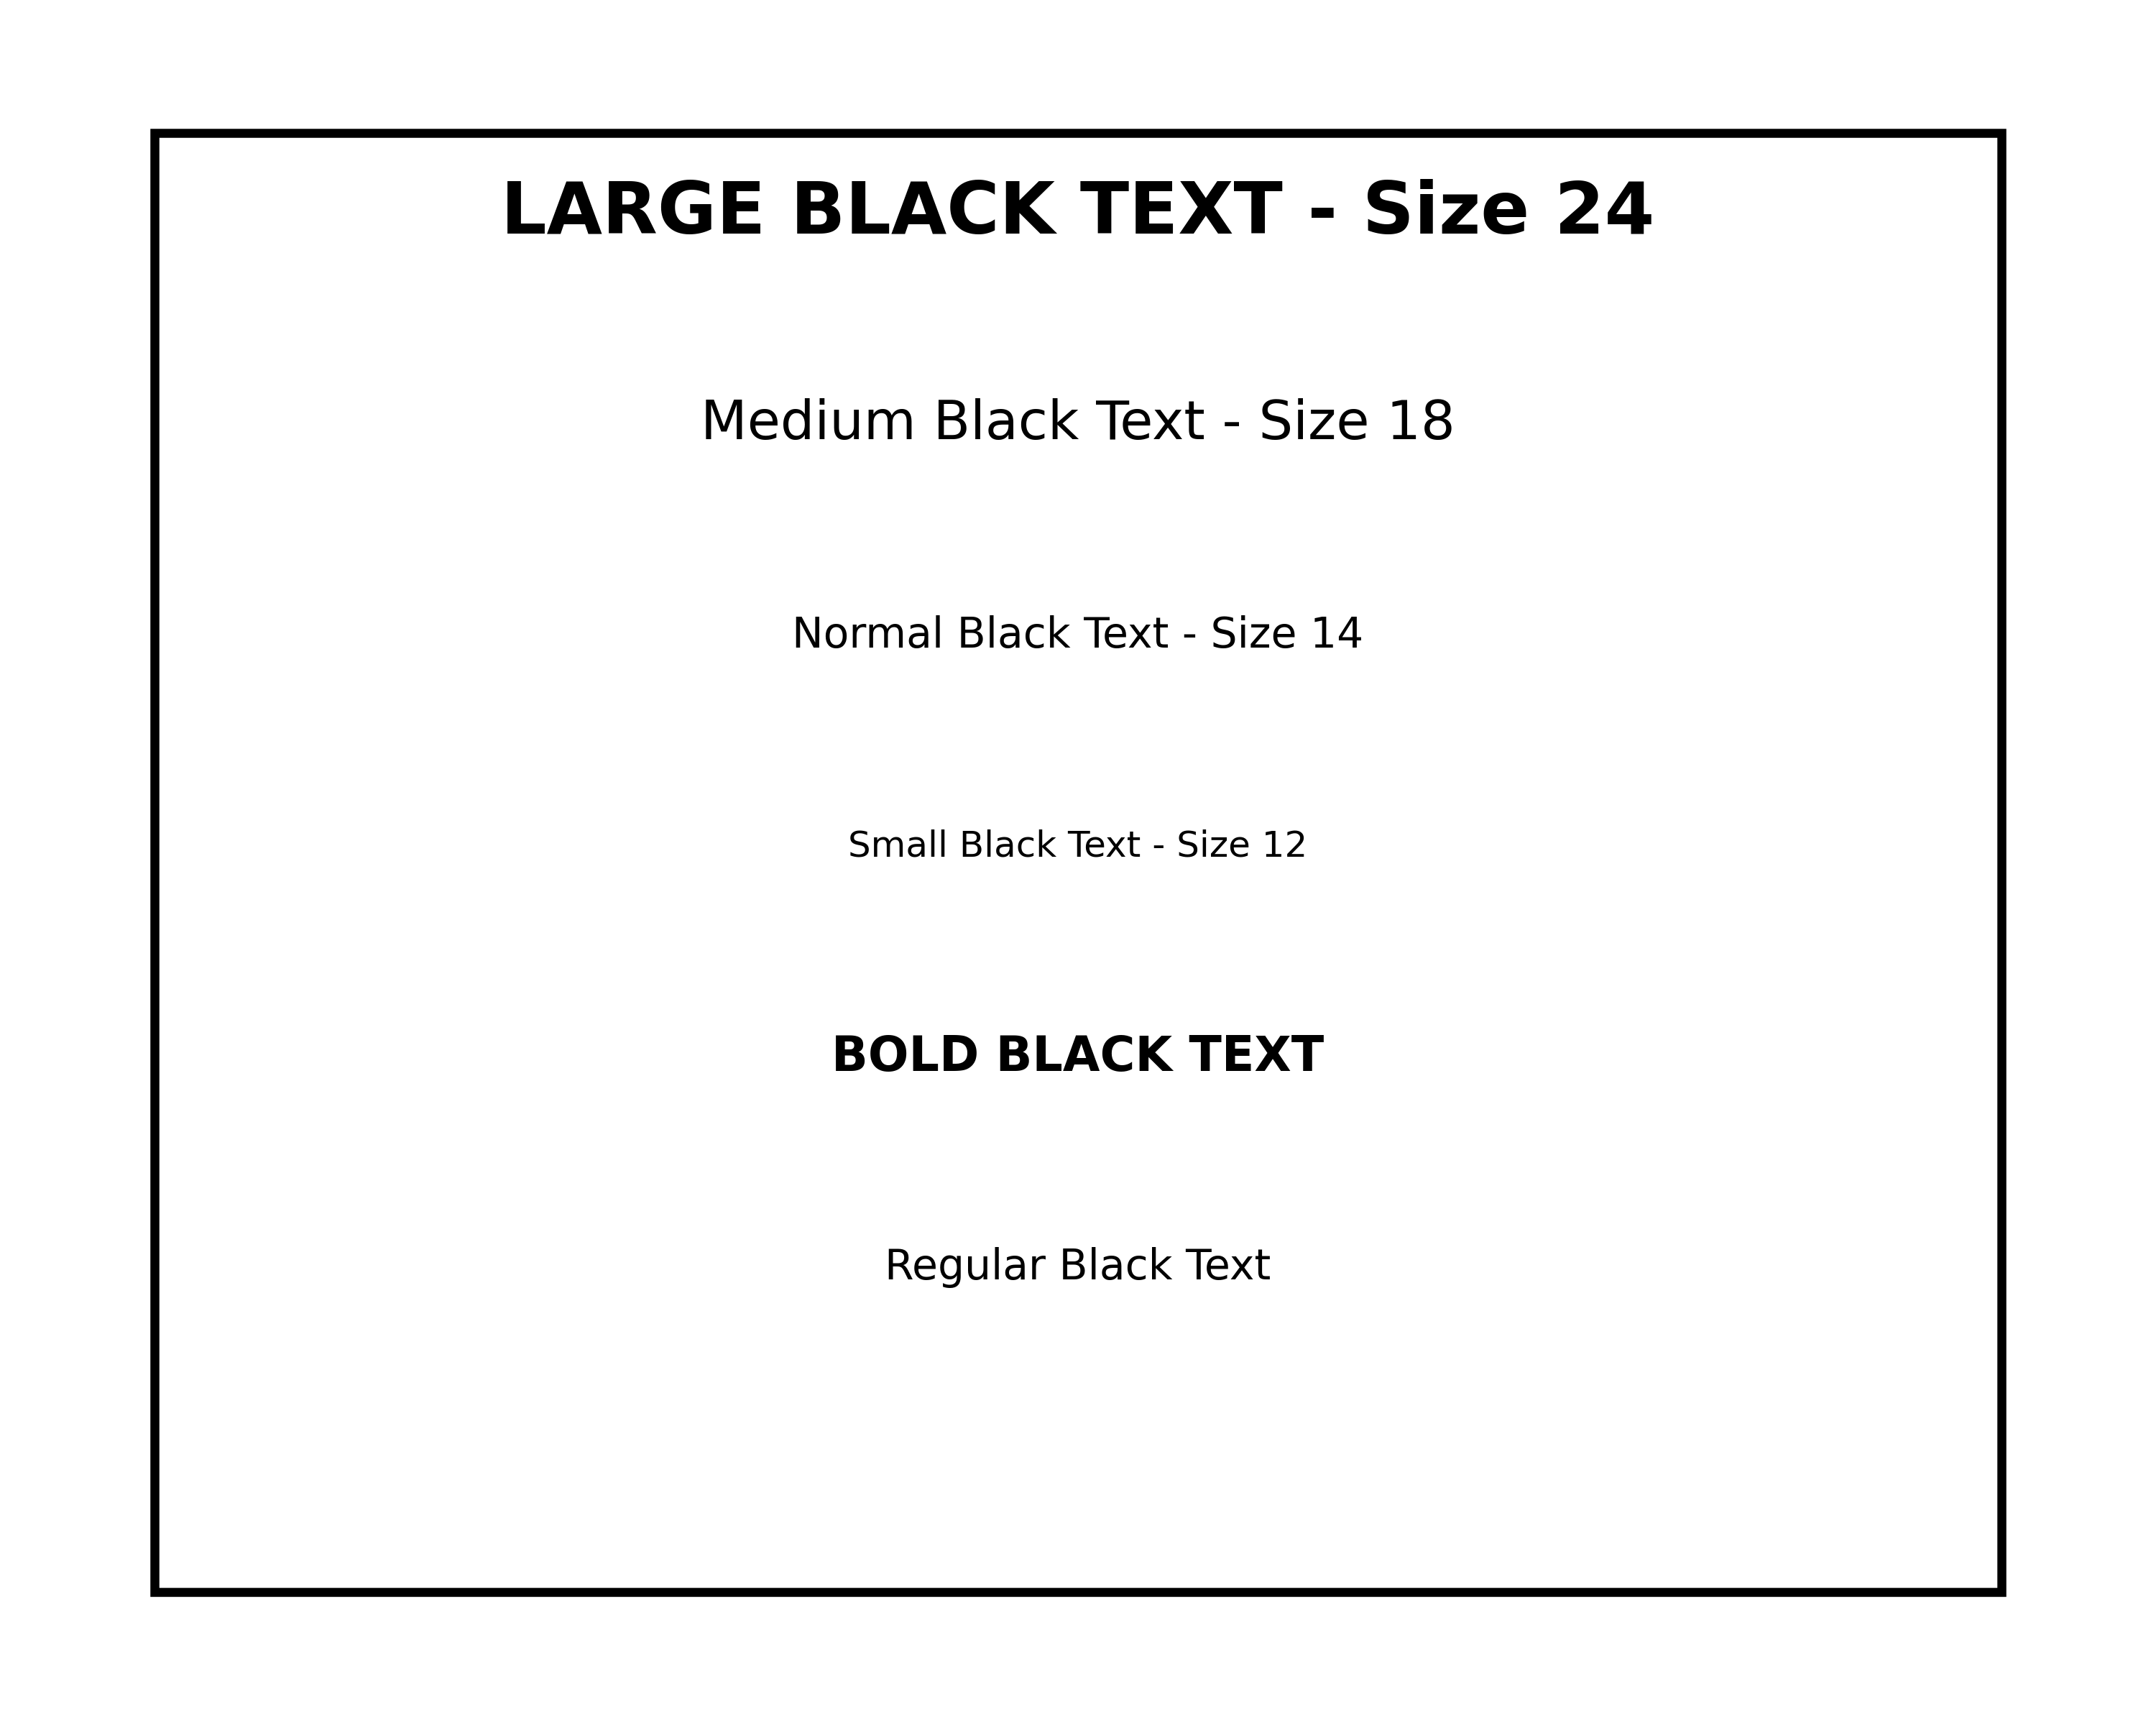 LARGE BLACK TEXT - Size 24
Medium Black Text - Size 18
Normal Black Text - Size 14
Small Black Text - Size 12
BOLD BLACK TEXT
Regular Black Text